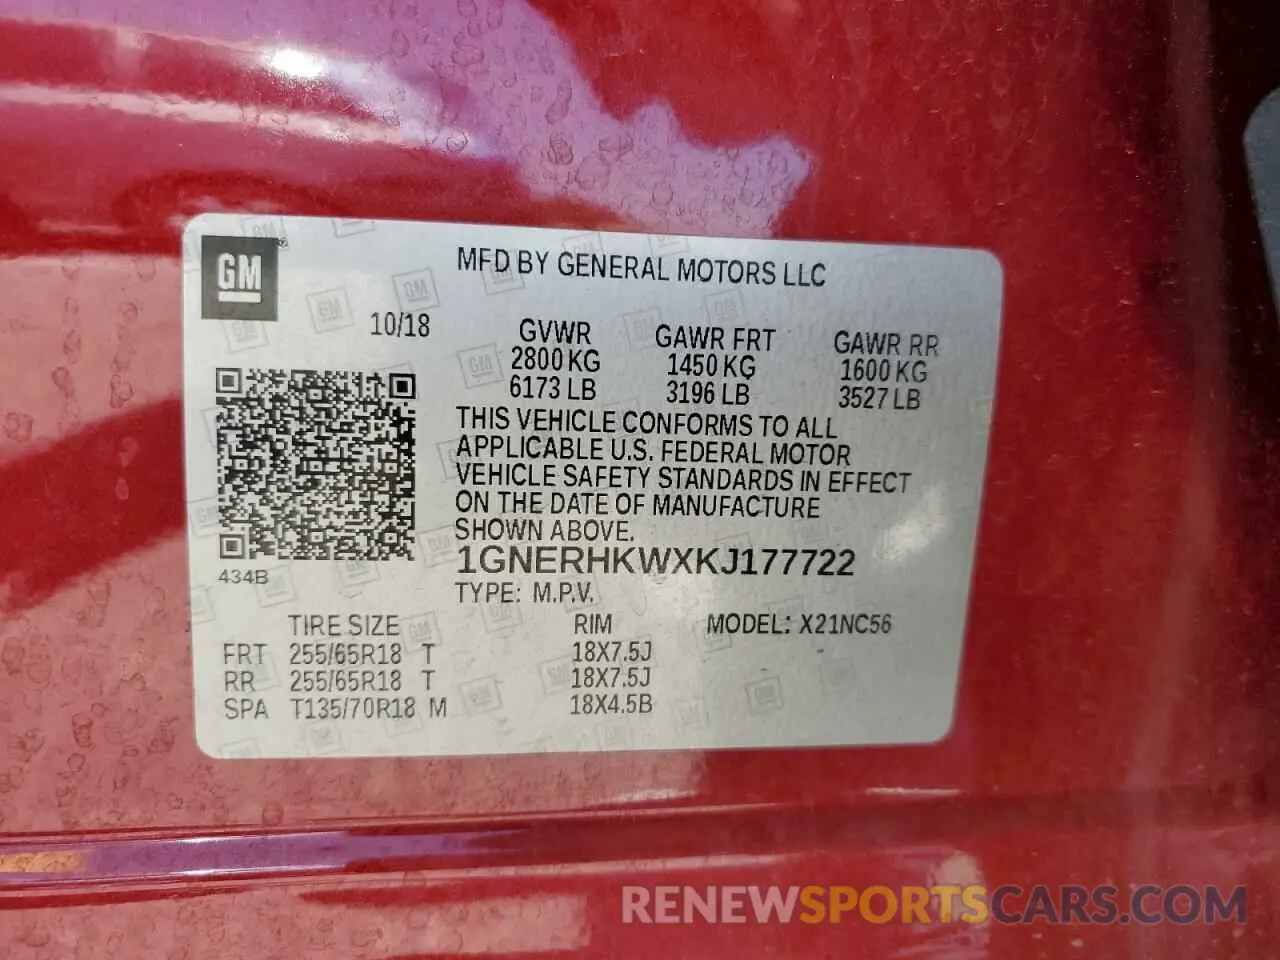 GM
MFD BY GENERAL MOTORS LLC
10/18
GVWR GAWR FRT GAWR RR
2800 KG 1450 KG 1600 KG
6173 LB 3196 LB 3527 LB
THIS VEHICLE CONFORMS TO ALL
APPLICABLE U.S. FEDERAL MOTOR
VEHICLE SAFETY STANDARDS IN EFFECT
ON THE DATE OF MANUFACTURE
SHOWN ABOVE.
434B
1GNERHKWXKJ177722
TYPE: M.P.V.
TIRE SIZE RIM MODEL: X21NC56
FRT 255/65R18 T 18X7.5J
RR 255/65R18 T 18X7.5J
SPA T135/70R18 M 18X4.5B
RENEWSPORTSCARS.COM